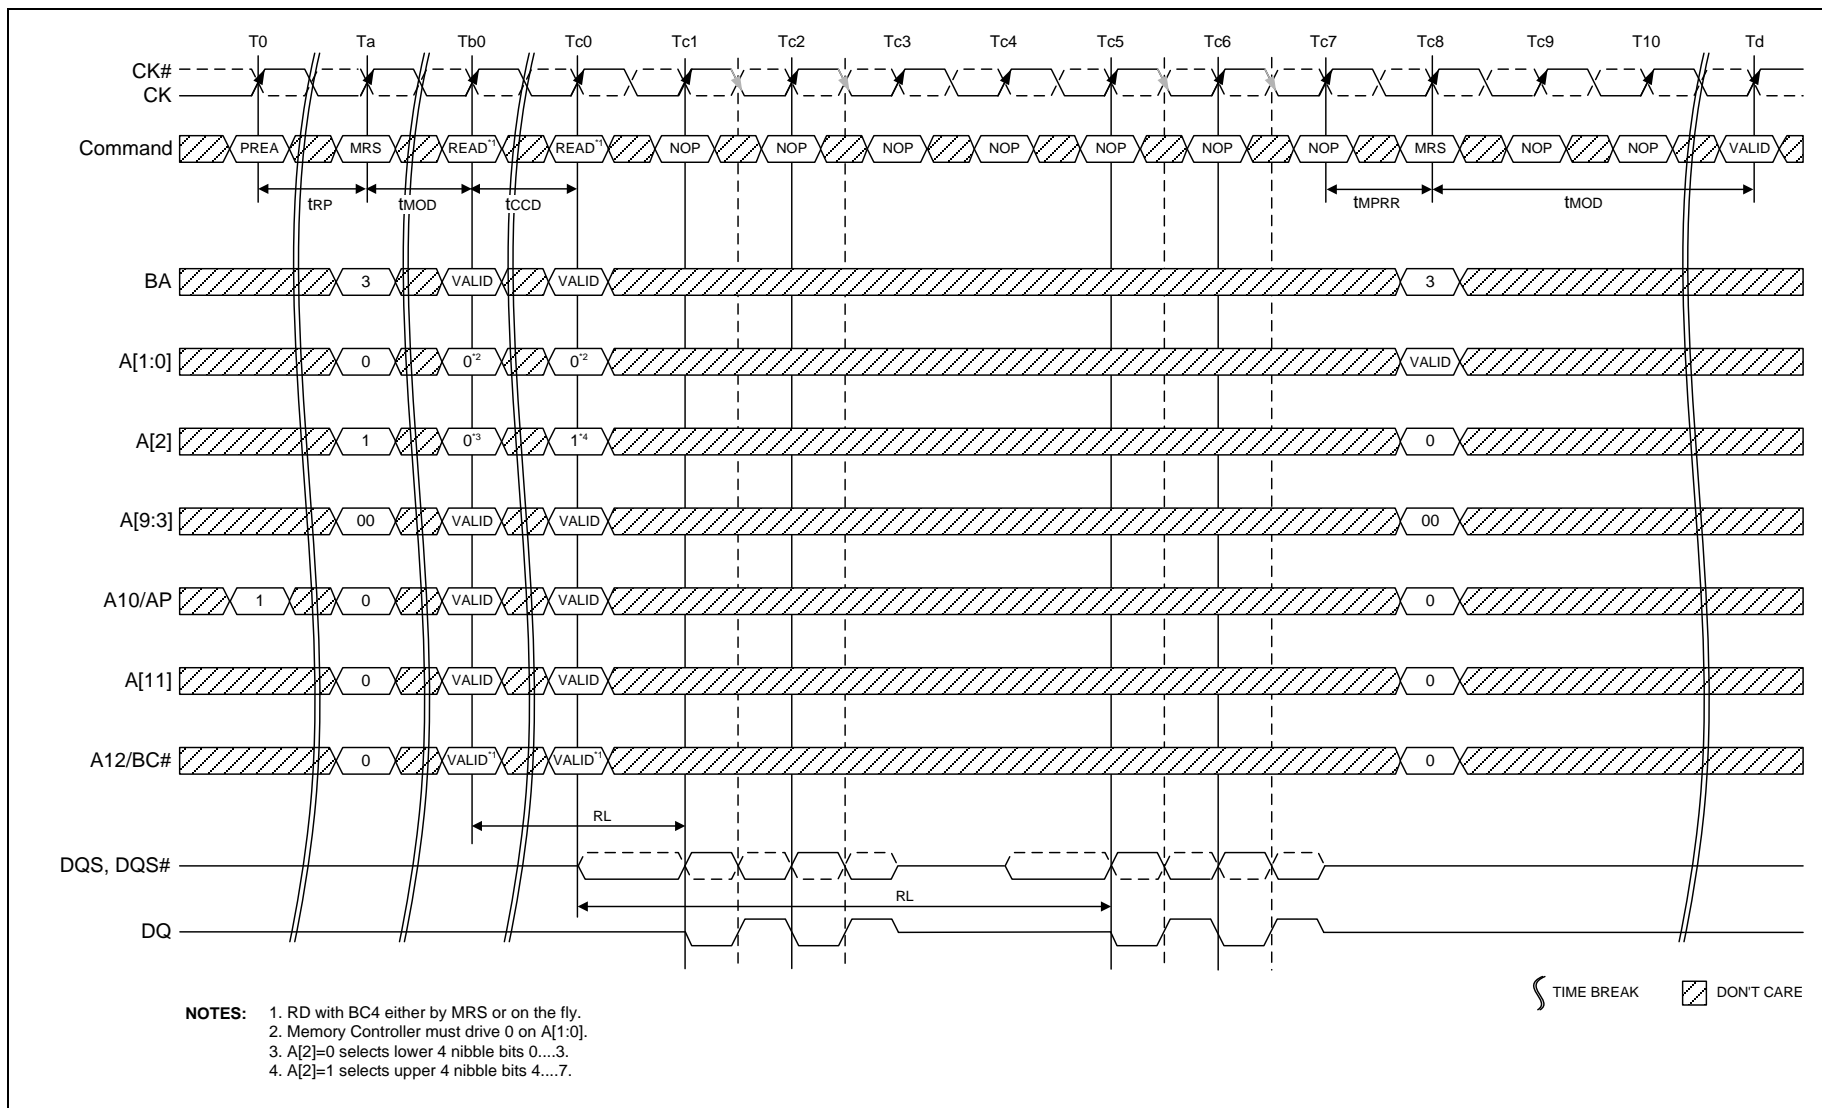 T0 Ta Tb0 Tc0 Tc1 Tc2 Tc3 Tc4 Tc5 Tc6 Tc7 Tc8 Tc9 T10 Td
CK#
CK
Command PREA MRS READ*1 READ*1 NOP NOP NOP NOP NOP NOP NOP MRS NOP NOP VALID
tRP tMOD tCCD tMPRR tMOD
BA 3 VALID VALID 3
A[1:0] 0*2 0*2 0 VALID
A[2] 1 0*3 1*4 0
A[9:3] 00 VALID VALID 00
A10/AP 1 0 VALID VALID 0
A[11] 0 VALID VALID 0
A12/BC# 0 VALID*1 VALID*1 0
RL
DQS, DQS#
RL
DQ
TIME BREAK DON'T CARE
NOTES: 1. RD with BC4 either by MRS or on the fly.
2. Memory Controller must drive 0 on A[1:0].
3. A[2]=0 selects lower 4 nibble bits 0....3.
4. A[2]=1 selects upper 4 nibble bits 4....7.